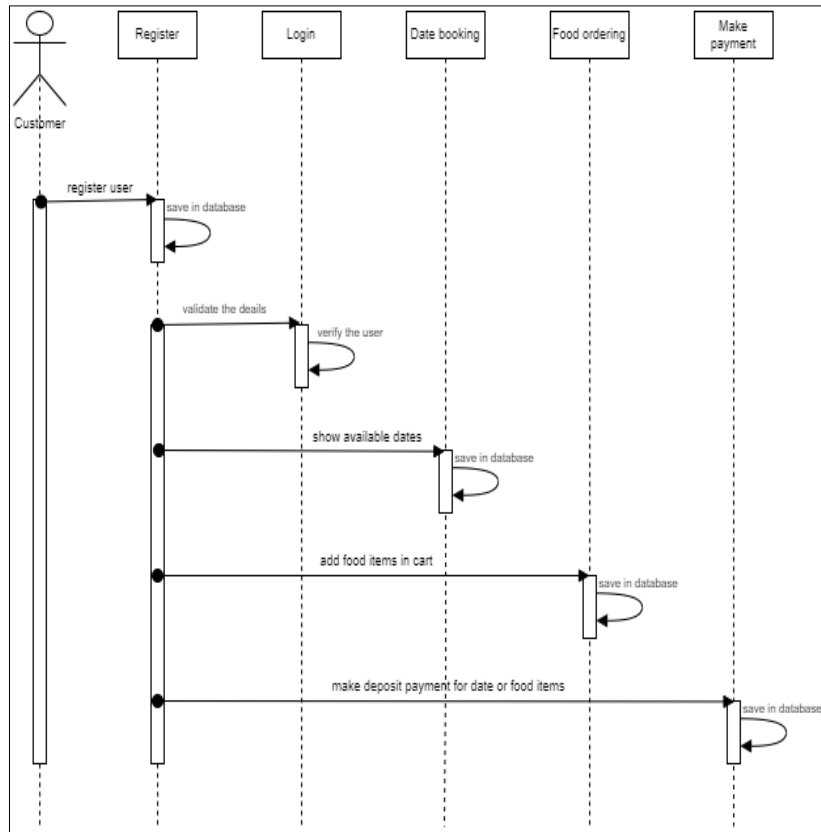 Register
Login
Date booking
Food ordering
Make
payment
Customer
register user
save in database
validate the deails
verify the user
show available dates
save in database
add food items in cart
save in database
make deposit payment for date or food items
save in database